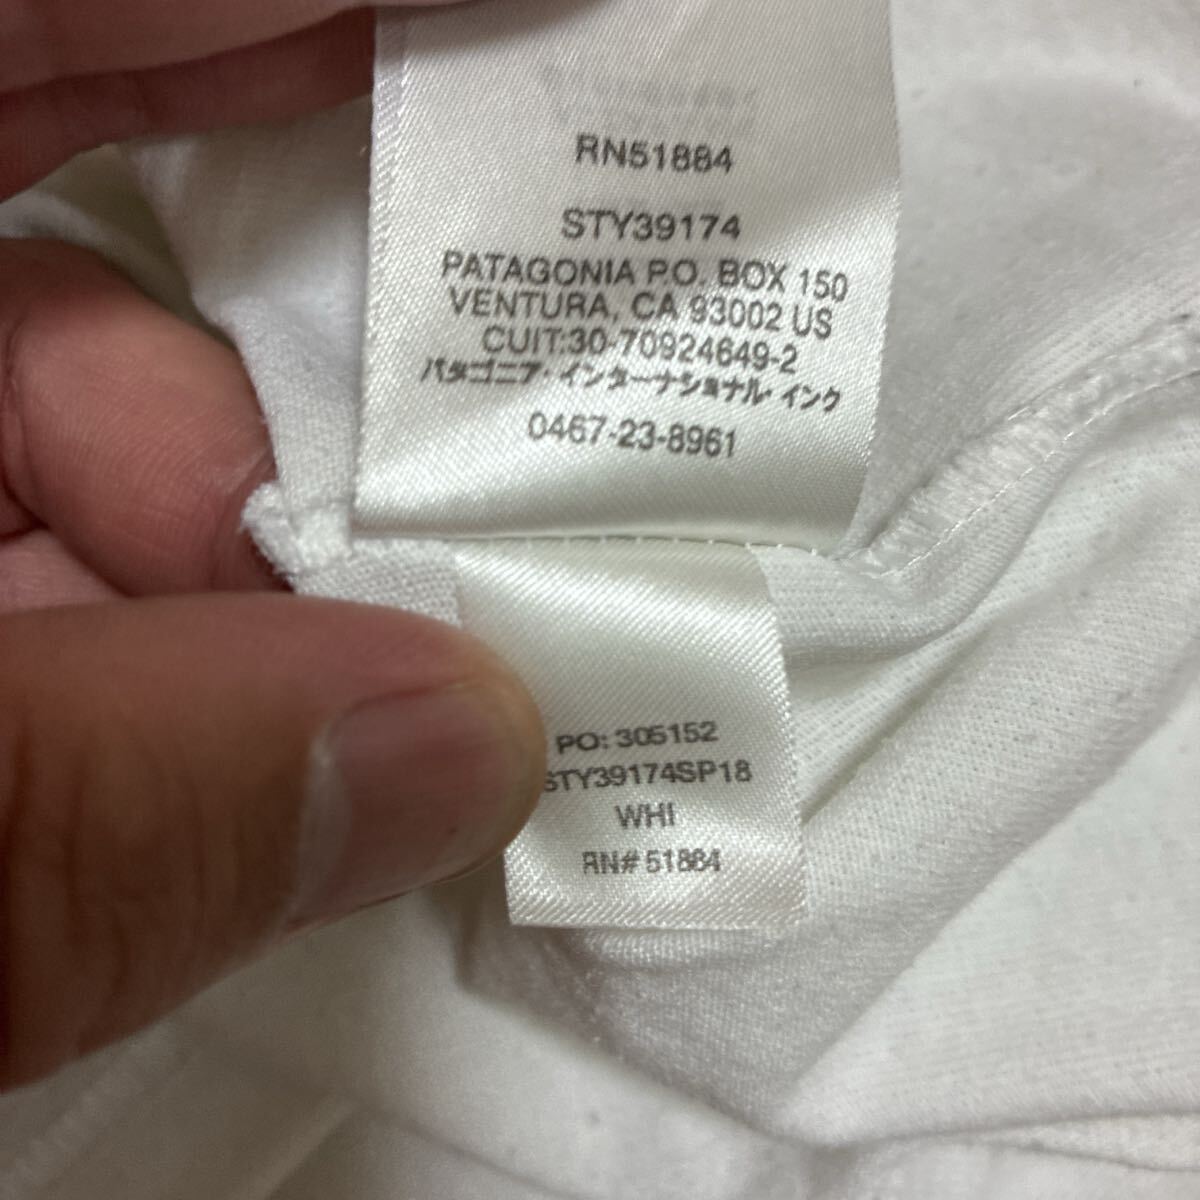 RN51884
STY39174
PATAGONIA P.O. BOX 150
VENTURA, CA 93002 US
CUIT:30-70924649-2
パタゴニア・インターナショナル・インク
0467-23-8961
PO: 305152
STY39174SP18
WHI
RN# 51884